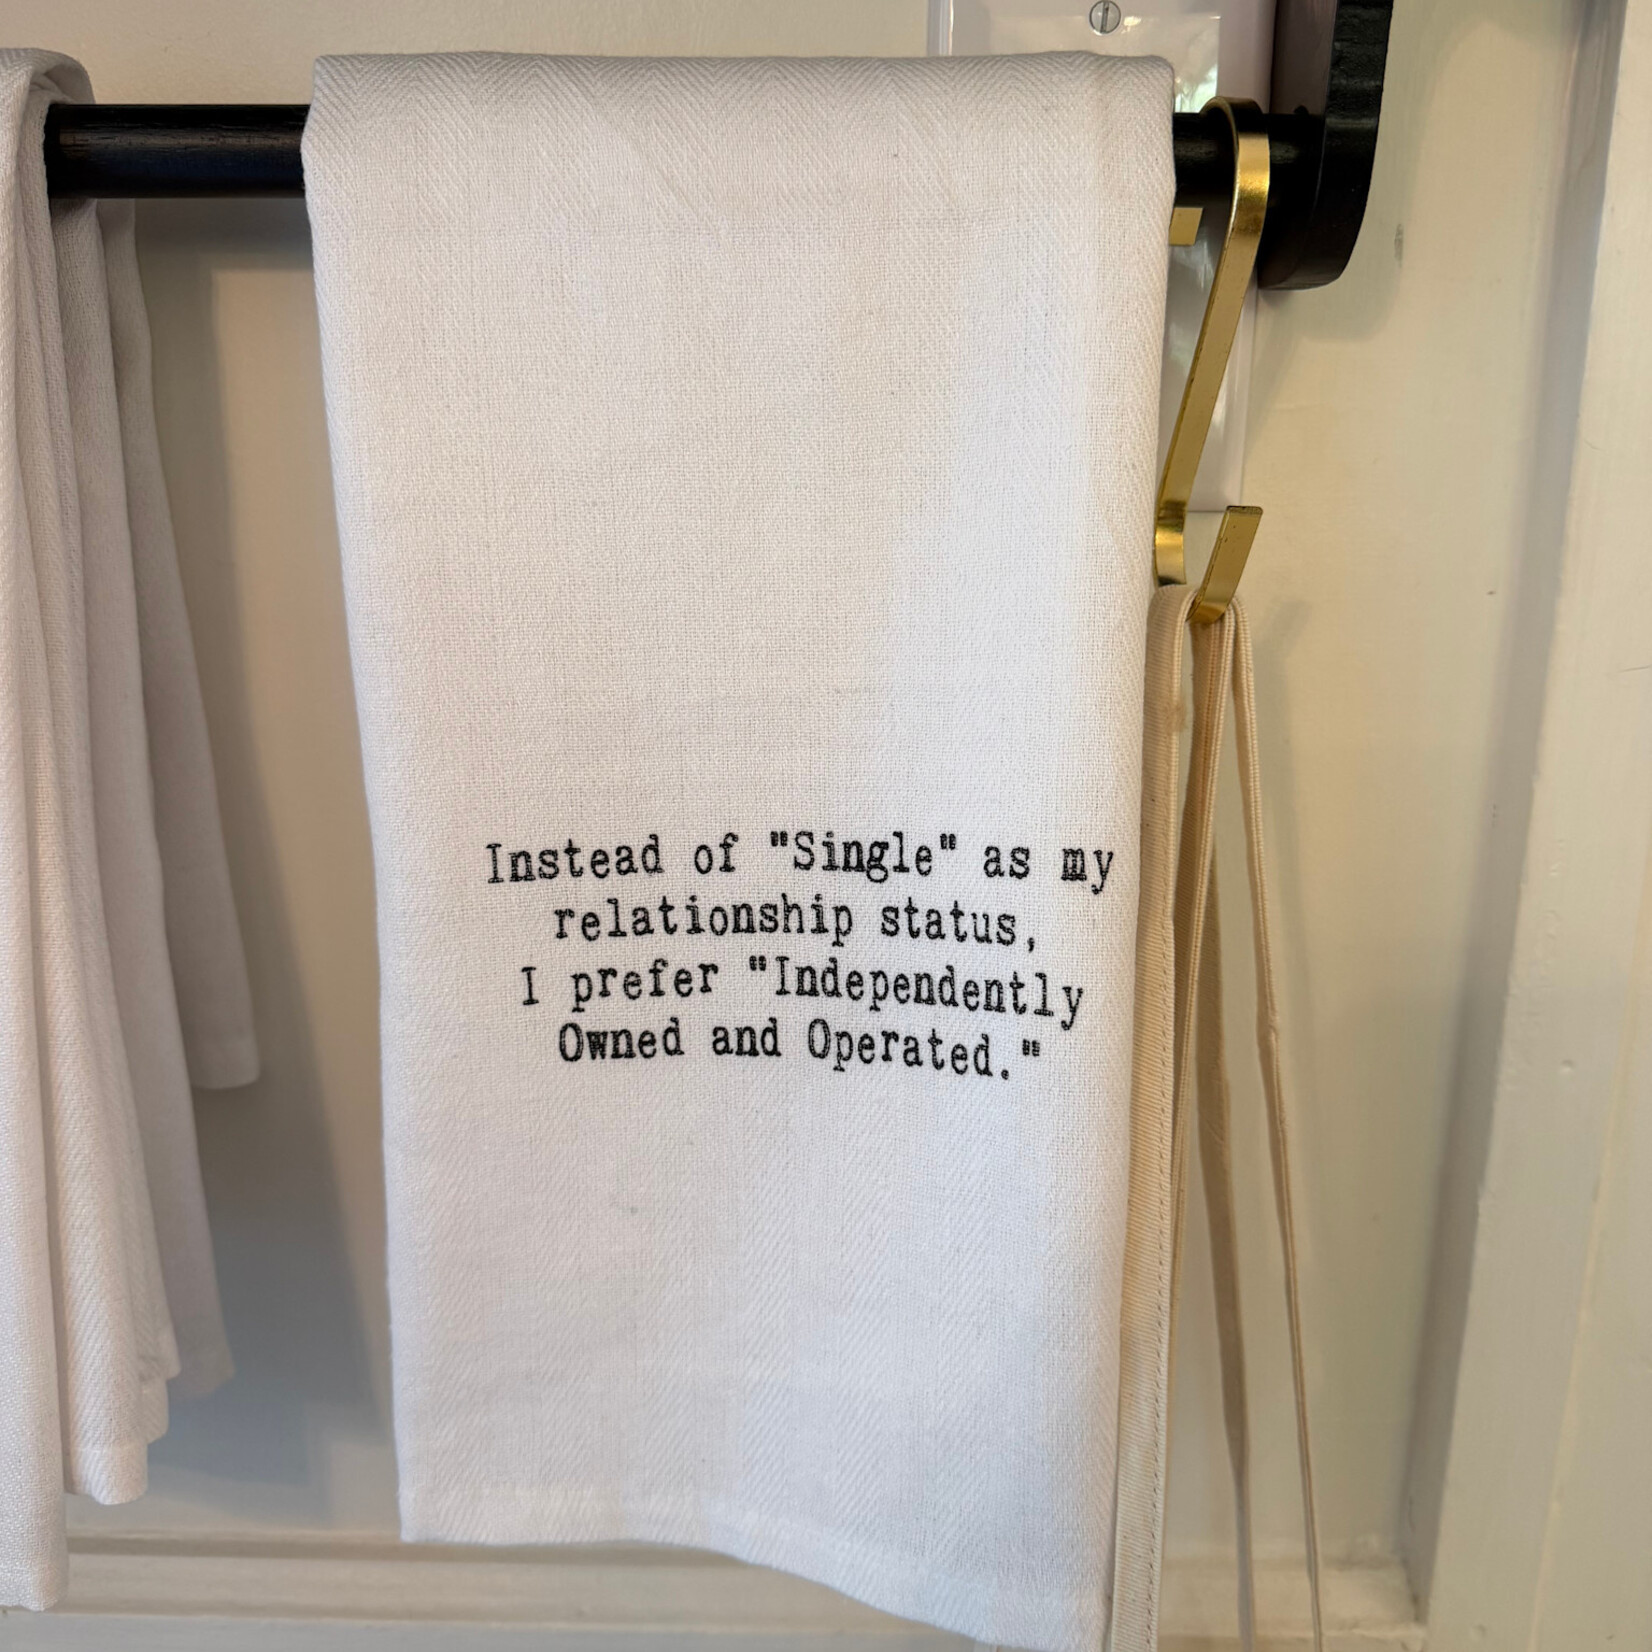 Instead of "Single" as my
relationship status,
I prefer "Independently
Owned and Operated."